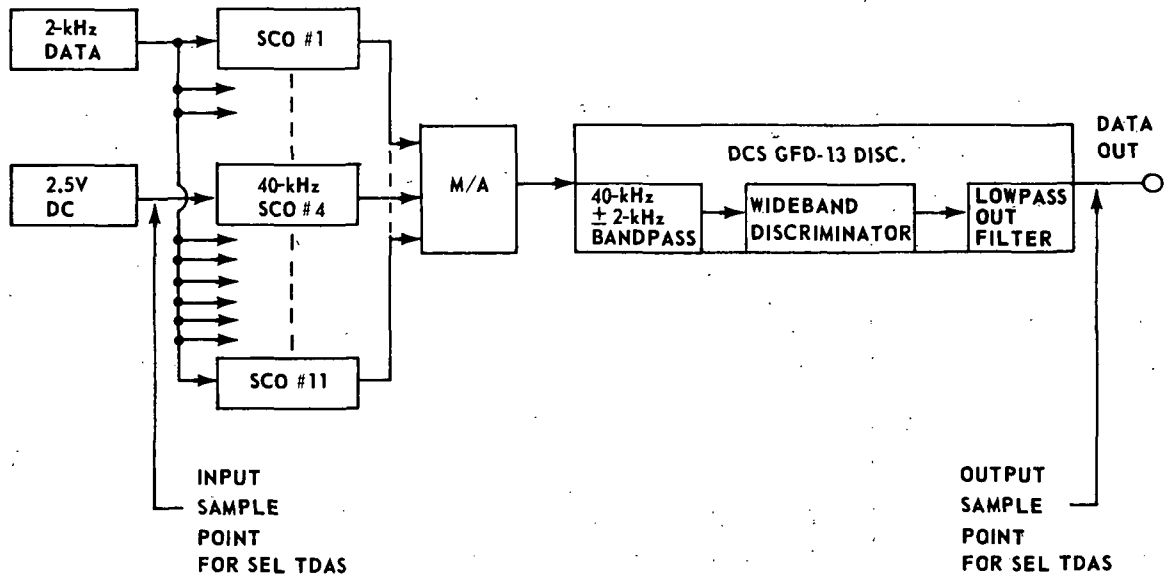 2-kHz
DATA
SCO #1
2.5V
DC
40-kHz
SCO #4
M/A
DCS GFD-13 DISC.
40-kHz
± 2-kHz
BANDPASS
WIDEBAND
DISCRIMINATOR
LOWPASS
OUT
FILTER
DATA
OUT
SCO #11
INPUT
SAMPLE
POINT
FOR SEL TDAS
OUTPUT
SAMPLE
POINT
FOR SEL TDAS